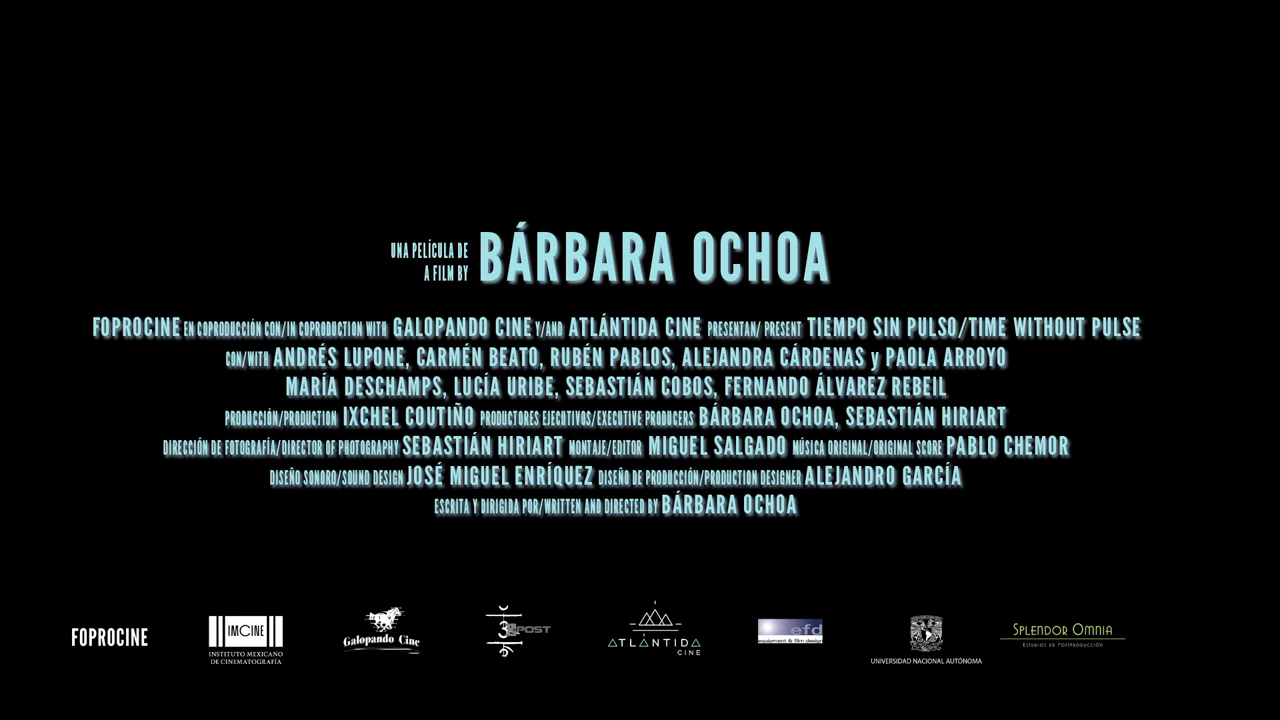 UNA PELÍCULA DE
A FILM BY BÁRBARA OCHOA
FOPROCINE EN COPRODUCCIÓN CON/IN COPRODUCTION WITH GALOPANDO CINE Y/AND ATLÁNTIDA CINE PRESENTAN/ PRESENT TIEMPO SIN PULSO/TIME WITHOUT PULSE
CON/WITH ANDRÉS LUPONE, CARMÉN BEATO, RUBÉN PABLOS, ALEJANDRA CÁRDENAS y PAOLA ARROYO
MARÍA DESCHAMPS, LUCÍA URIBE, SEBASTIÁN COBOS, FERNANDO ÁLVAREZ REBEIL
PRODUCCIÓN/PRODUCTION IXCHEL COUTIÑO PRODUCTORES EJECUTIVOS/EXECUTIVE PRODUCERS BÁRBARA OCHOA, SEBASTIÁN HIRIART
DIRECCIÓN DE FOTOGRAFÍA/DIRECTOR OF PHOTOGRAPHY SEBASTIÁN HIRIART MONTAJE/EDITOR MIGUEL SALGADO MÚSICA ORIGINAL/ORIGINAL SCORE PABLO CHEMOR
DISEÑO SONORO/SOUND DESIGN JOSÉ MIGUEL ENRÍQUEZ DISEÑO DE PRODUCCIÓN/PRODUCTION DESIGNER ALEJANDRO GARCÍA
ESCRITA Y DIRIGIDA POR/WRITTEN AND DIRECTED BY BÁRBARA OCHOA
FOPROCINE
IMCINE
INSTITUTO MEXICANO
DE CINEMATOGRAFÍA
Galopando Cine
POST
ATLÁNTIDA
CINE
efd
equipment & film design
UNIVERSIDAD NACIONAL AUTÓNOMA
SPLENDOR OMNIA
ESTUDIOS DE POSTPRODUCCIÓN